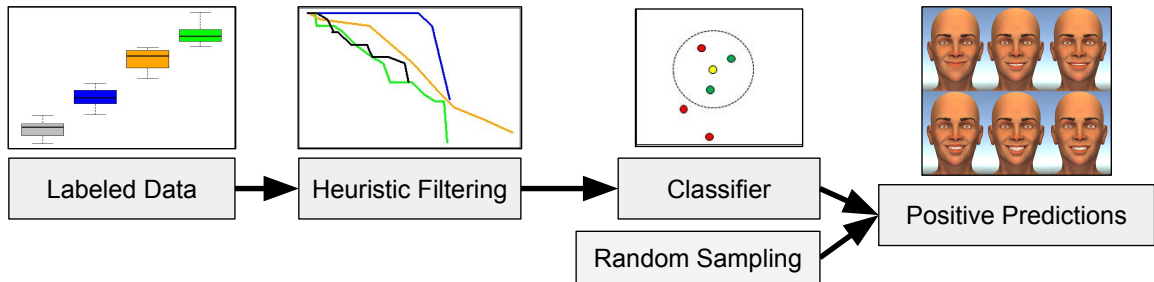 Labeled Data
Heuristic Filtering
Classifier
Random Sampling
Positive Predictions